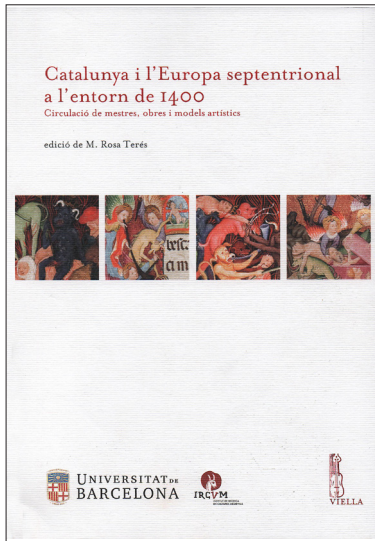 Catalunya i l'Europa septentrional
a l'entorn de 1400
Circulació de mestres, obres i models artístics
edició de M. Rosa Terés
UNIVERSITAT DE
BARCELONA
IRCVM
VIELLA